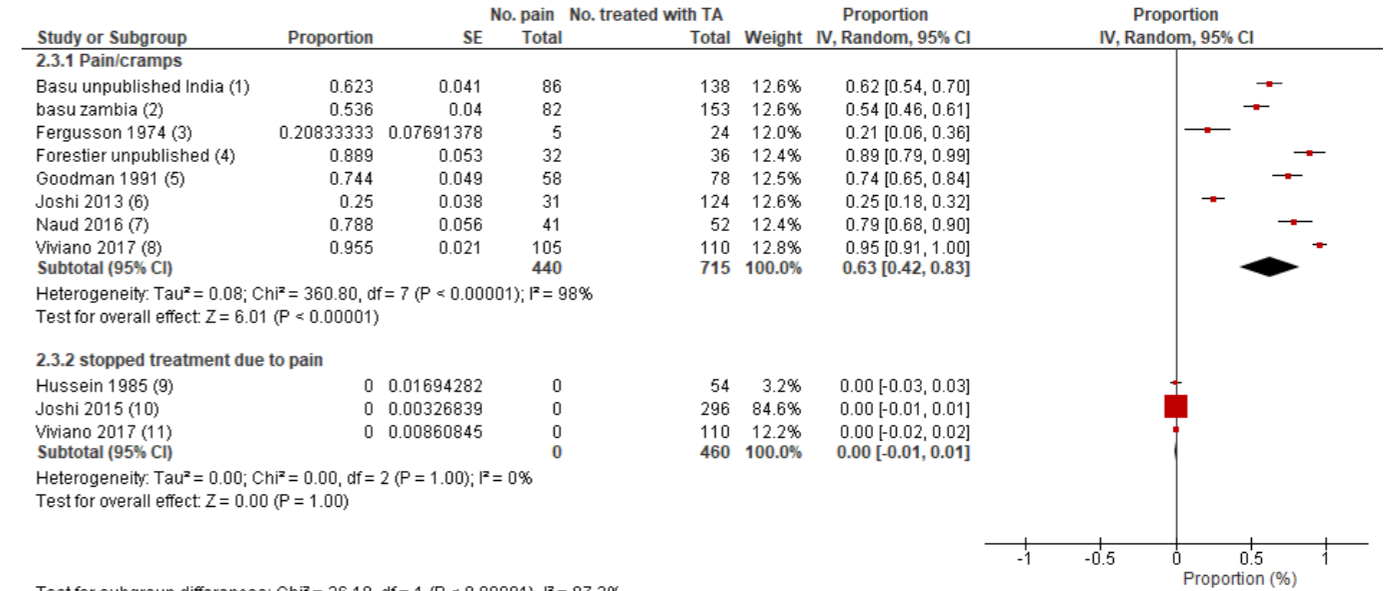 No. pain No. treated with TA Proportion Proportion
Study or Subgroup Proportion SE Total Total Weight IV, Random, 95% CI IV, Random, 95% CI
2.3.1 Pain/cramps
Basu unpublished India (1) 0.623 0.041 86 138 12.6% 0.62 [0.54, 0.70]
basu zambia (2) 0.536 0.04 82 153 12.6% 0.54 [0.46, 0.61]
Fergusson 1974 (3) 0.20833333 0.07691378 5 24 12.0% 0.21 [0.06, 0.36]
Forestier unpublished (4) 0.889 0.053 32 36 12.4% 0.89 [0.79, 0.99]
Goodman 1991 (5) 0.744 0.049 58 78 12.5% 0.74 [0.65, 0.84]
Joshi 2013 (6) 0.25 0.038 31 124 12.6% 0.25 [0.18, 0.32]
Naud 2016 (7) 0.788 0.056 41 52 12.4% 0.79 [0.68, 0.90]
Viviano 2017 (8) 0.955 0.021 105 110 12.8% 0.95 [0.91, 1.00]
Subtotal (95% CI) 440 715 100.0% 0.63 [0.42, 0.83]
Heterogeneity: Tau² = 0.08; Chi² = 360.80, df = 7 (P < 0.00001); I² = 98%
Test for overall effect: Z = 6.01 (P < 0.00001)
2.3.2 stopped treatment due to pain
Hussein 1985 (9) 0 0.01694282 0 54 3.2% 0.00 [-0.03, 0.03]
Joshi 2015 (10) 0 0.00326839 0 296 84.6% 0.00 [-0.01, 0.01]
Viviano 2017 (11) 0 0.00860845 0 110 12.2% 0.00 [-0.02, 0.02]
Subtotal (95% CI) 0 460 100.0% 0.00 [-0.01, 0.01]
Heterogeneity: Tau² = 0.00; Chi² = 0.00, df = 2 (P = 1.00); I² = 0%
Test for overall effect: Z = 0.00 (P = 1.00)
-1 -0.5 0 0.5 1
Proportion (%)
Test for subgroup differences: Chi² = df = 1 (P < 0.00001), I² =